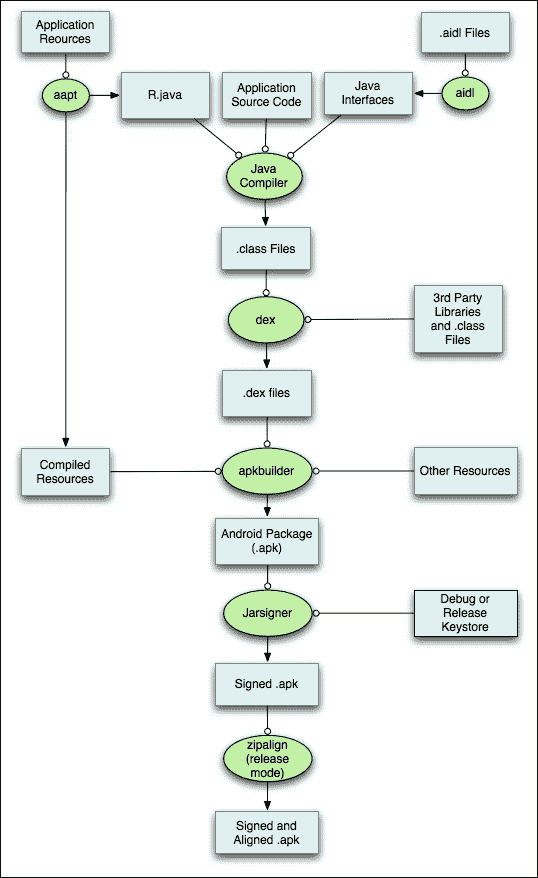 Application
Reources
.aidl Files
aapt
R.java
Application
Source Code
Java
Interfaces
aidl
Java
Compiler
.class Files
dex
3rd Party
Libraries
and .class
Files
.dex files
Compiled
Resources
apkbuilder
Other Resources
Android Package
(.apk)
Jarsigner
Debug or
Release
Keystore
Signed .apk
zipalign
(release
mode)
Signed and
Aligned .apk